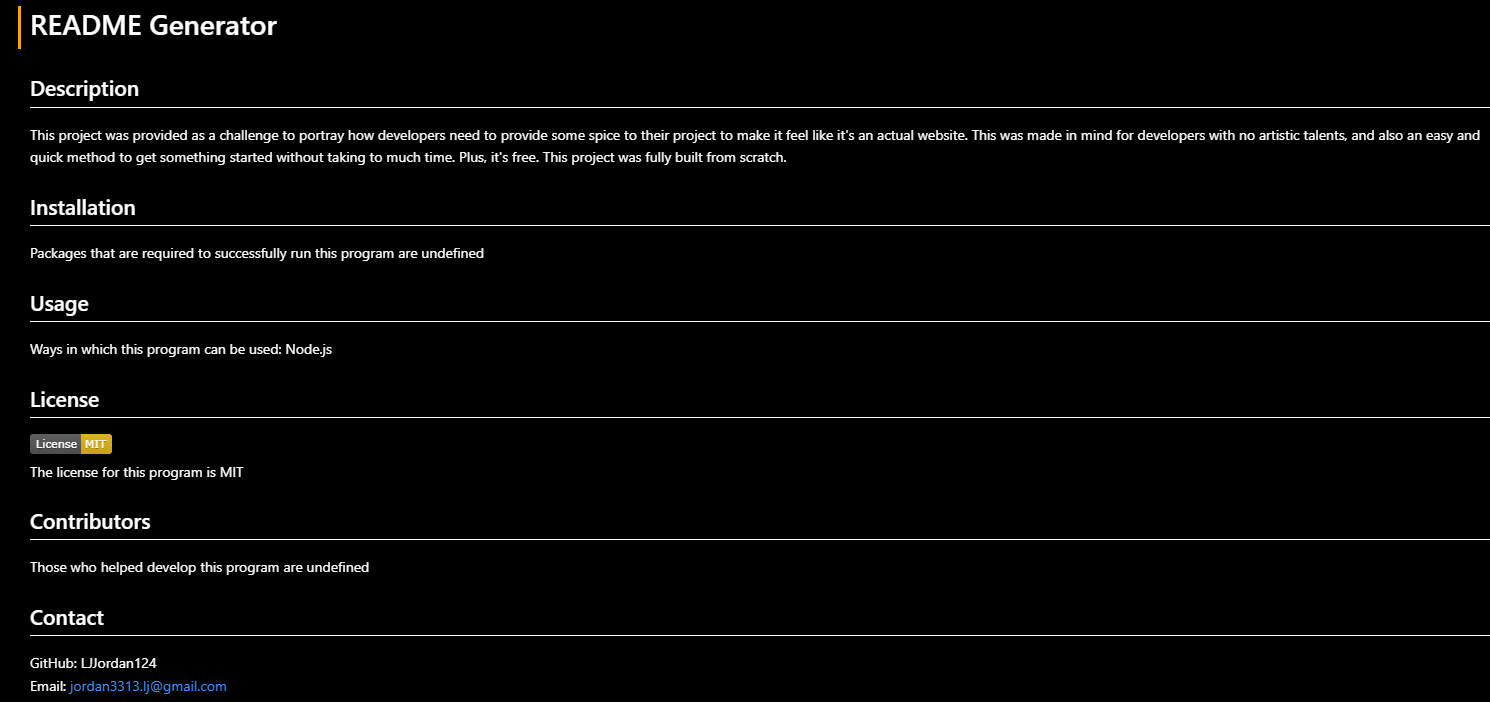 README Generator
Description
This project was provided as a challenge to portray how developers need to provide some spice to their project to make it feel like it's an actual website. This was made in mind for developers with no artistic talents, and also an easy and
quick method to get something started without taking to much time. Plus, it's free. This project was fully built from scratch.
Installation
Packages that are required to successfully run this program are undefined
Usage
Ways in which this program can be used: Node.js
License
License MIT
The license for this program is MIT
Contributors
Those who helped develop this program are undefined
Contact
GitHub: LJJordan124
Email: jordan3313.lj@gmail.com